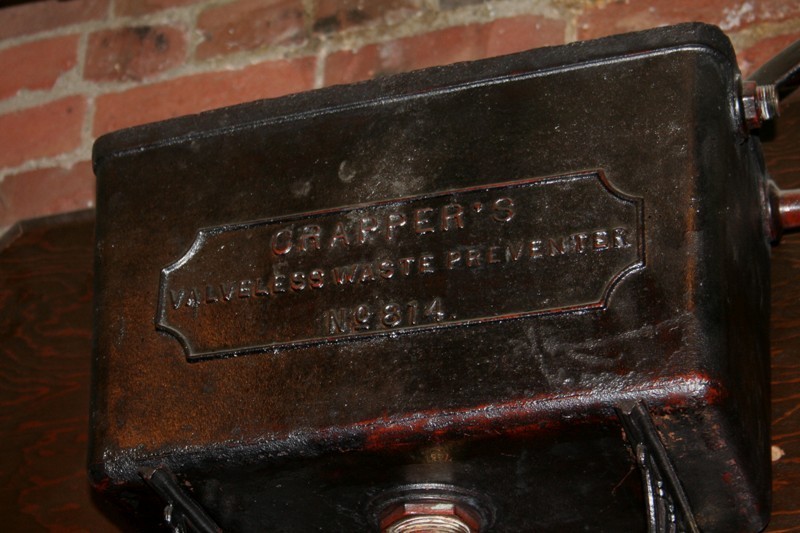 CRAPPER'S
VALVELESS WASTE PREVENTER
No 814.